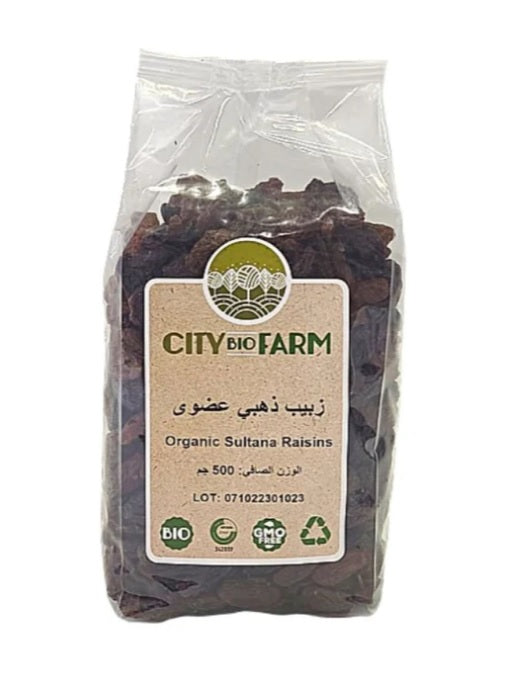 CITY BIO FARM
زبيب ذهبي عضوى
Organic Sultana Raisins
الوزن الصافي: 500 جم
LOT: 071022301023
BIO
GMO
FREE